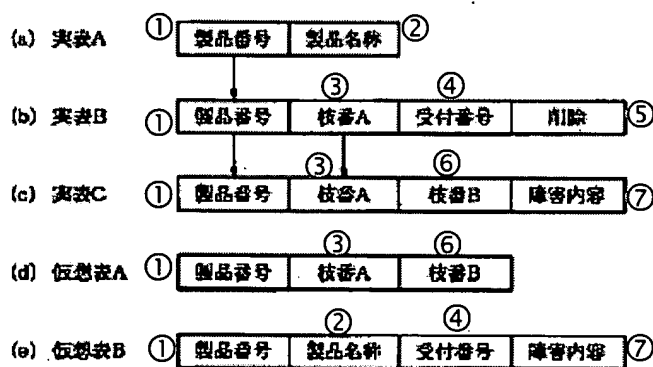 (a) 実表A ① 製品番号 製品名称 ②
③ ④
(b) 実表B ① 製品番号 枝番A 受付番号 削除 ⑤
③ ⑥
(c) 実表C ① 製品番号 枝番A 枝番B 障害内容 ⑦
③ ⑥
(d) 仮想表A ① 製品番号 枝番A 枝番B
② ④
(e) 仮想表B ① 製品番号 製品名称 受付番号 障害内容 ⑦